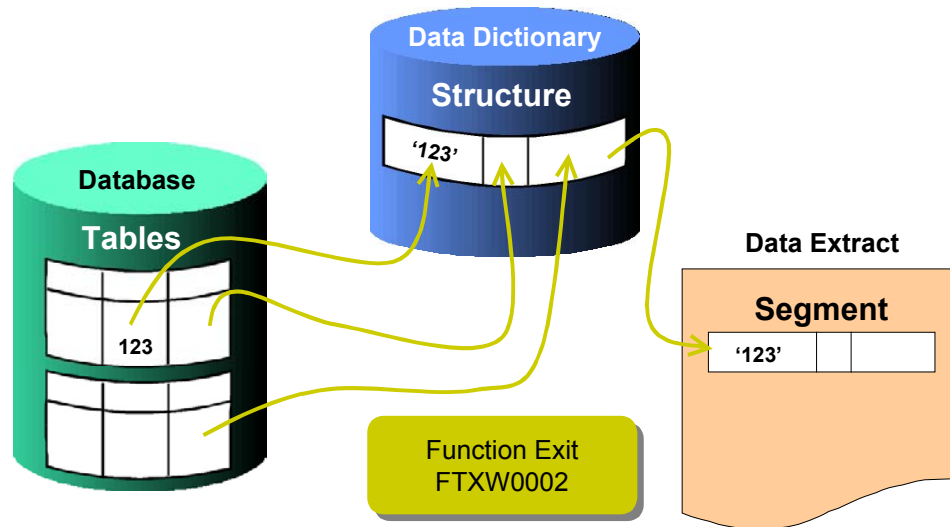 Data Dictionary
Structure
‘123’
Database
Tables
123
Data Extract
Segment
‘123’
Function Exit
FTXW0002